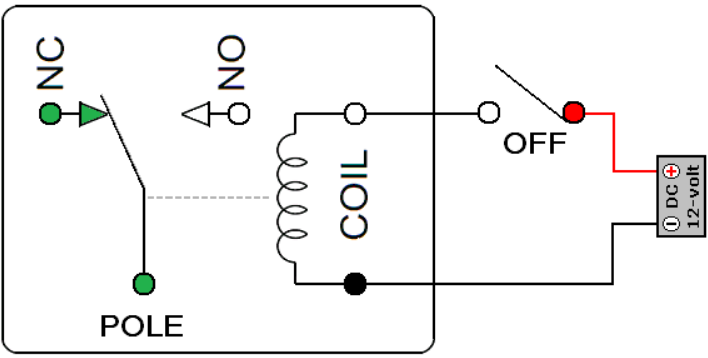 NC
NO
COIL
POLE
OFF
DC
12-volt
+
-